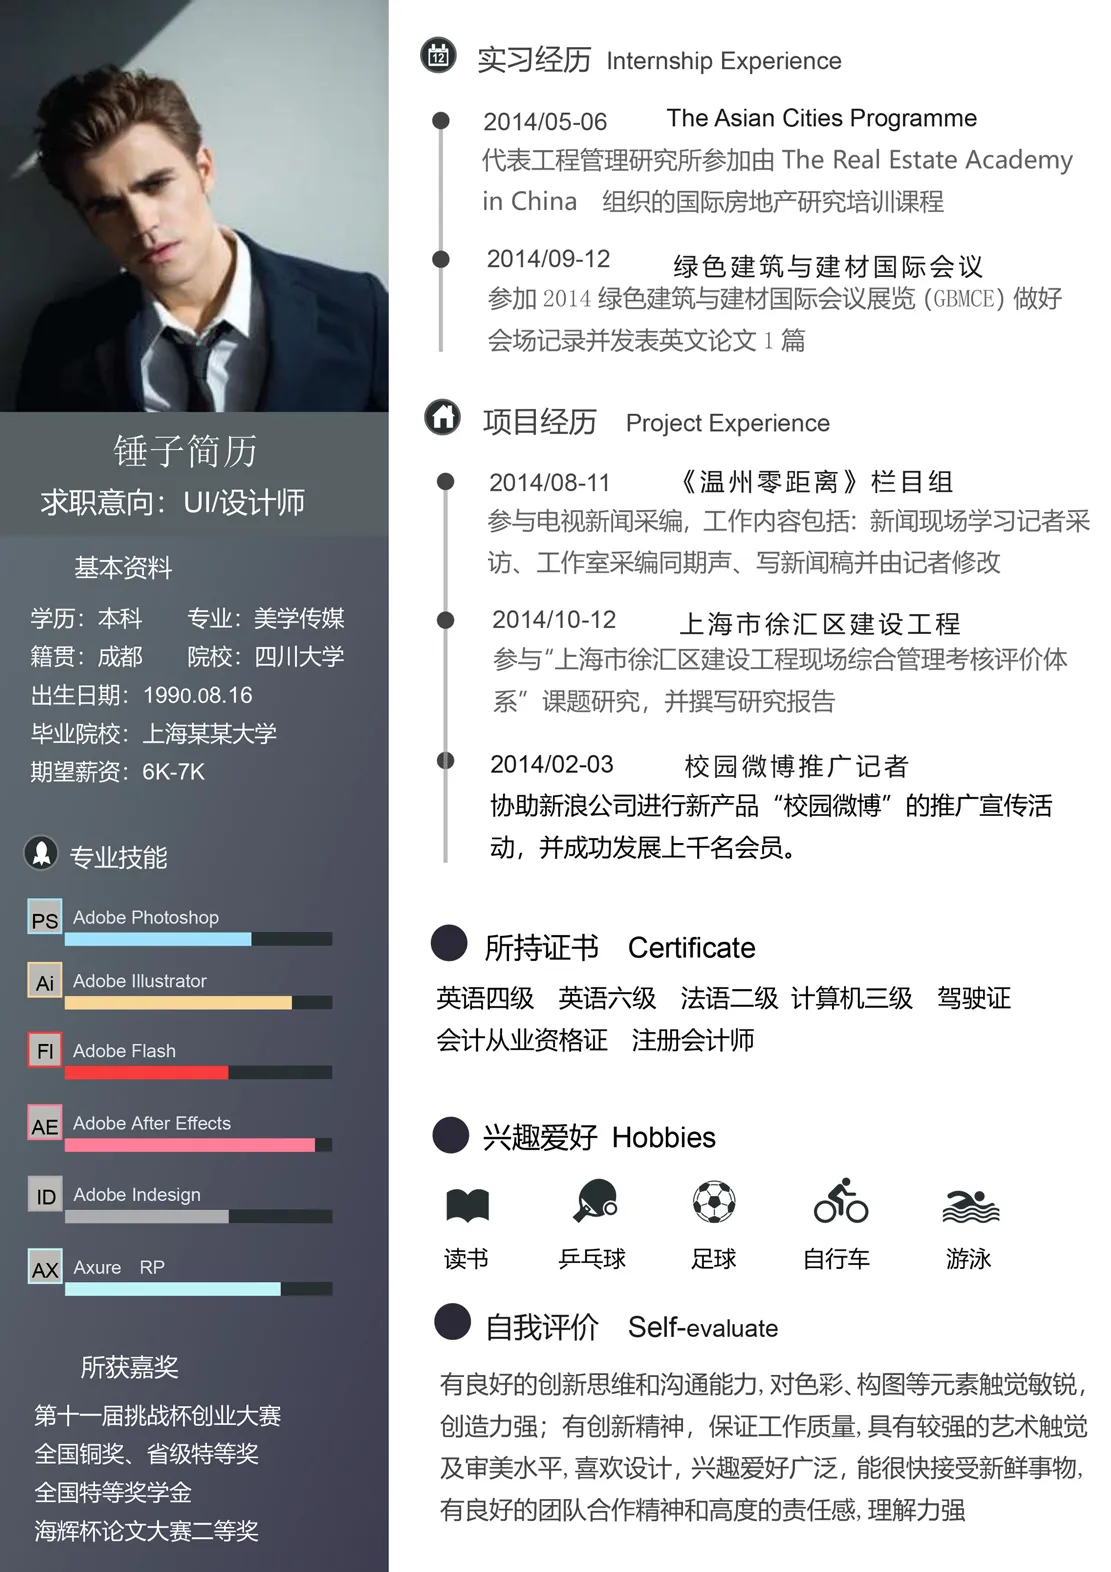 锤子简历
求职意向：UI/设计师
基本资料
学历：本科 专业：美学传媒
籍贯：成都 院校：四川大学
出生日期：1990.08.16
毕业院校：上海某某大学
期望薪资：6K-7K
专业技能
PS Adobe Photoshop
Ai Adobe Illustrator
Fl Adobe Flash
AE Adobe After Effects
ID Adobe Indesign
AX Axure RP
所获嘉奖
第十一届挑战杯创业大赛
全国铜奖、省级特等奖
全国特等奖学金
海辉杯论文大赛二等奖
12 实习经历 Internship Experience
2014/05-06 The Asian Cities Programme
代表工程管理研究所参加由 The Real Estate Academy
in China 组织的国际房地产研究培训课程
2014/09-12 绿色建筑与建材国际会议
参加 2014 绿色建筑与建材国际会议展览 (GBMCE) 做好
会场记录并发表英文论文 1 篇
项目经历 Project Experience
2014/08-11 《温州零距离》栏目组
参与电视新闻采编，工作内容包括：新闻现场学习记者采
访、工作室采编同期声、写新闻稿并由记者修改
2014/10-12 上海市徐汇区建设工程
参与“上海市徐汇区建设工程现场综合管理考核评价体
系”课题研究，并撰写研究报告
2014/02-03 校园微博推广记者
协助新浪公司进行新产品“校园微博”的推广宣传活
动，并成功发展上千名会员。
所持证书 Certificate
英语四级 英语六级 法语二级 计算机三级 驾驶证
会计从业资格证 注册会计师
兴趣爱好 Hobbies
读书 乒乓球 足球 自行车 游泳
自我评价 Self-evaluate
有良好的创新思维和沟通能力,对色彩、构图等元素触觉敏锐，
创造力强；有创新精神，保证工作质量,具有较强的艺术触觉
及审美水平,喜欢设计，兴趣爱好广泛，能很快接受新鲜事物,
有良好的团队合作精神和高度的责任感,理解力强